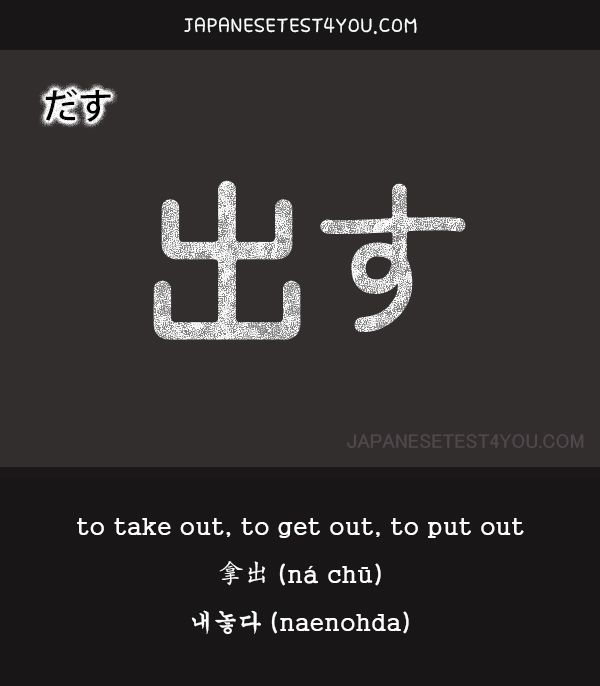 JAPANESETEST4YOU.COM
だす
出す
JAPANESETEST4YOU.COM
to take out, to get out, to put out
拿出 (ná chū)
내놓다 (naenohda)